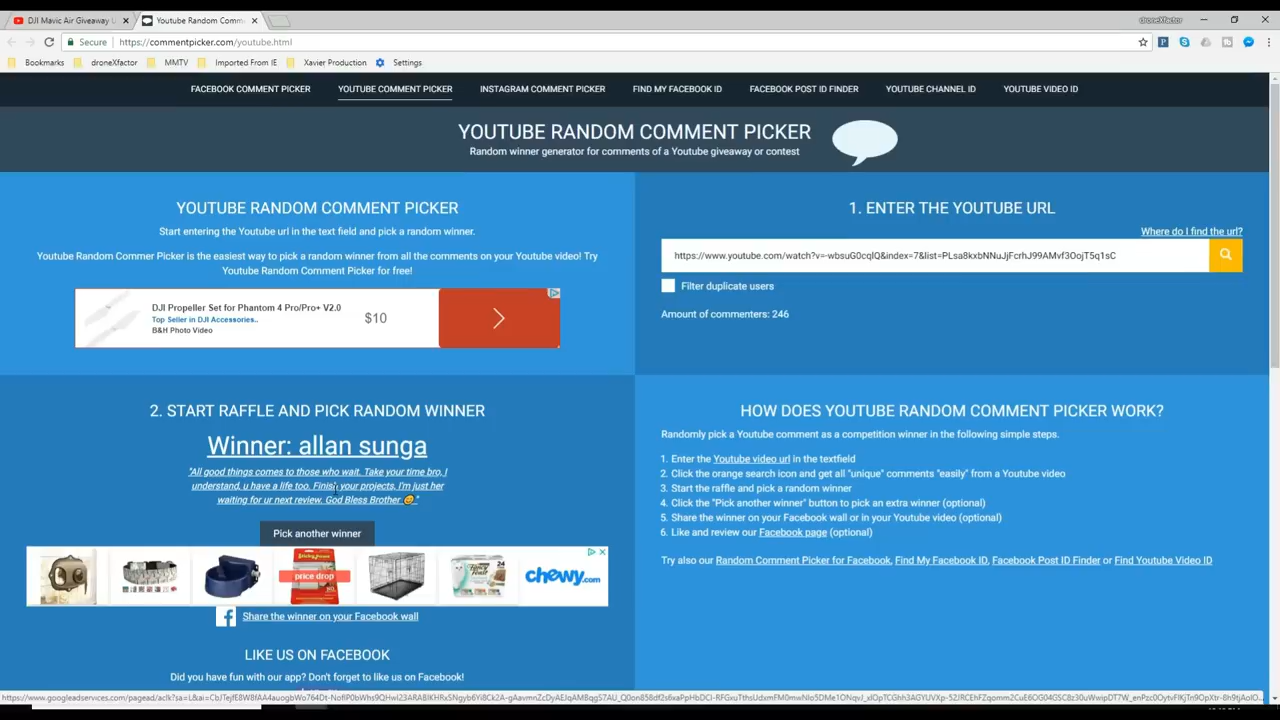 DJI Mavic Air Giveaway U
Youtube Random Comm
droneXfactor
Secure
https://commentpicker.com/youtube.html
Bookmarks
droneXfactor
MMTV
Imported From IE
Xavier Production
Settings
FACEBOOK COMMENT PICKER
YOUTUBE COMMENT PICKER
INSTAGRAM COMMENT PICKER
FIND MY FACEBOOK ID
FACEBOOK POST ID FINDER
YOUTUBE CHANNEL ID
YOUTUBE VIDEO ID
YOUTUBE RANDOM COMMENT PICKER
Random winner generator for comments of a Youtube giveaway or contest
YOUTUBE RANDOM COMMENT PICKER
Start entering the Youtube url in the text field and pick a random winner.
Youtube Random Commer Picker is the easiest way to pick a random winner from all the comments on your Youtube video! Try
Youtube Random Comment Picker for free!
DJI Propeller Set for Phantom 4 Pro/Pro+ V2.0
Top Seller in DJI Accessories..
B&H Photo Video
$10
1. ENTER THE YOUTUBE URL
Where do I find the url?
https://www.youtube.com/watch?v=-wbsuG0cqIQ&index=7&list=PLsa8kxbNNuJjFcrhJ99AMvf3OojT5q1sC
Filter duplicate users
Amount of commenters: 246
2. START RAFFLE AND PICK RANDOM WINNER
Winner: allan sunga
"All good things comes to those who wait. Take your time bro, I
understand, u have a life too. Finish your projects, I'm just her
waiting for ur next review. God Bless Brother 😅"
Pick another winner
price drop
chewy.com
Share the winner on your Facebook wall
LIKE US ON FACEBOOK
Did you have fun with our app? Don't forget to like us on Facebook!
HOW DOES YOUTUBE RANDOM COMMENT PICKER WORK?
Randomly pick a Youtube comment as a competition winner in the following simple steps.
1. Enter the Youtube video url in the textfield
2. Click the orange search icon and get all "unique" comments "easily" from a Youtube video
3. Start the raffle and pick a random winner
4. Click the "Pick another winner" button to pick an extra winner (optional)
5. Share the winner on your Facebook wall or in your Youtube video (optional)
6. Like and review our Facebook page (optional)
Try also our Random Comment Picker for Facebook, Find My Facebook ID, Facebook Post ID Finder or Find Youtube Video ID